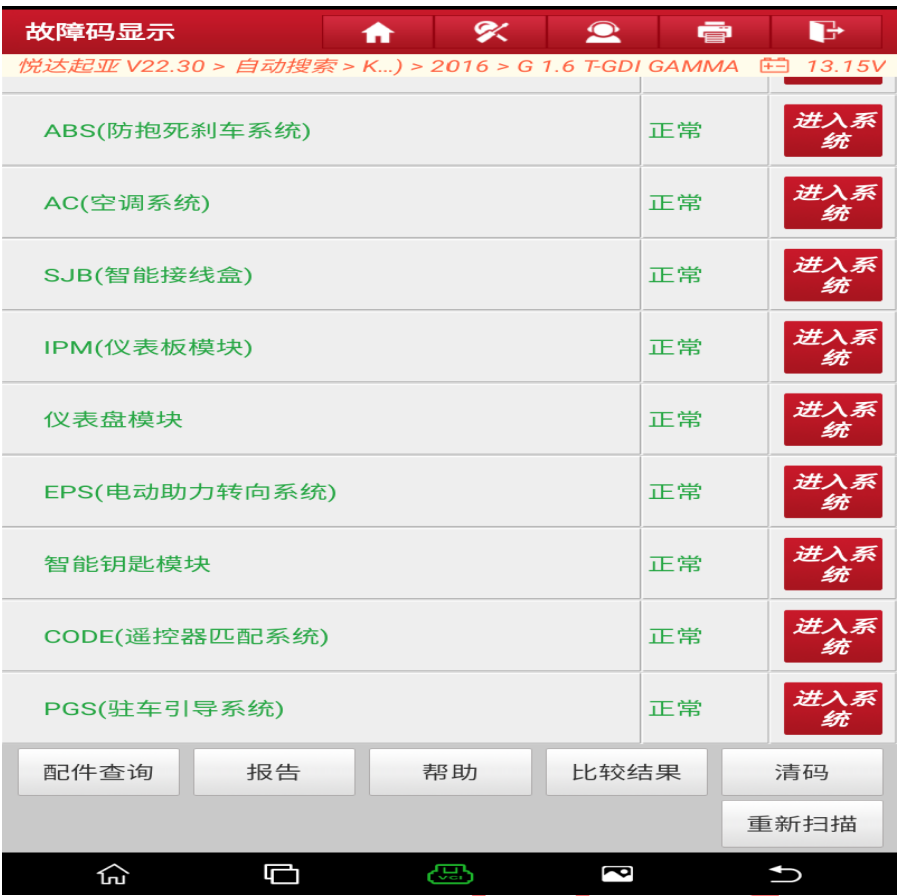 故障码显示
悦达起亚 V22.30 > 自动搜索 > K...) > 2016 > G 1.6 T-GDI GAMMA 13.15V
ABS(防抱死刹车系统) 正常 进入系统
AC(空调系统) 正常 进入系统
SJB(智能接线盒) 正常 进入系统
IPM(仪表板模块) 正常 进入系统
仪表盘模块 正常 进入系统
EPS(电动助力转向系统) 正常 进入系统
智能钥匙模块 正常 进入系统
CODE(遥控器匹配系统) 正常 进入系统
PGS(驻车引导系统) 正常 进入系统
配件查询 报告 帮助 比较结果 清码
重新扫描
VCI